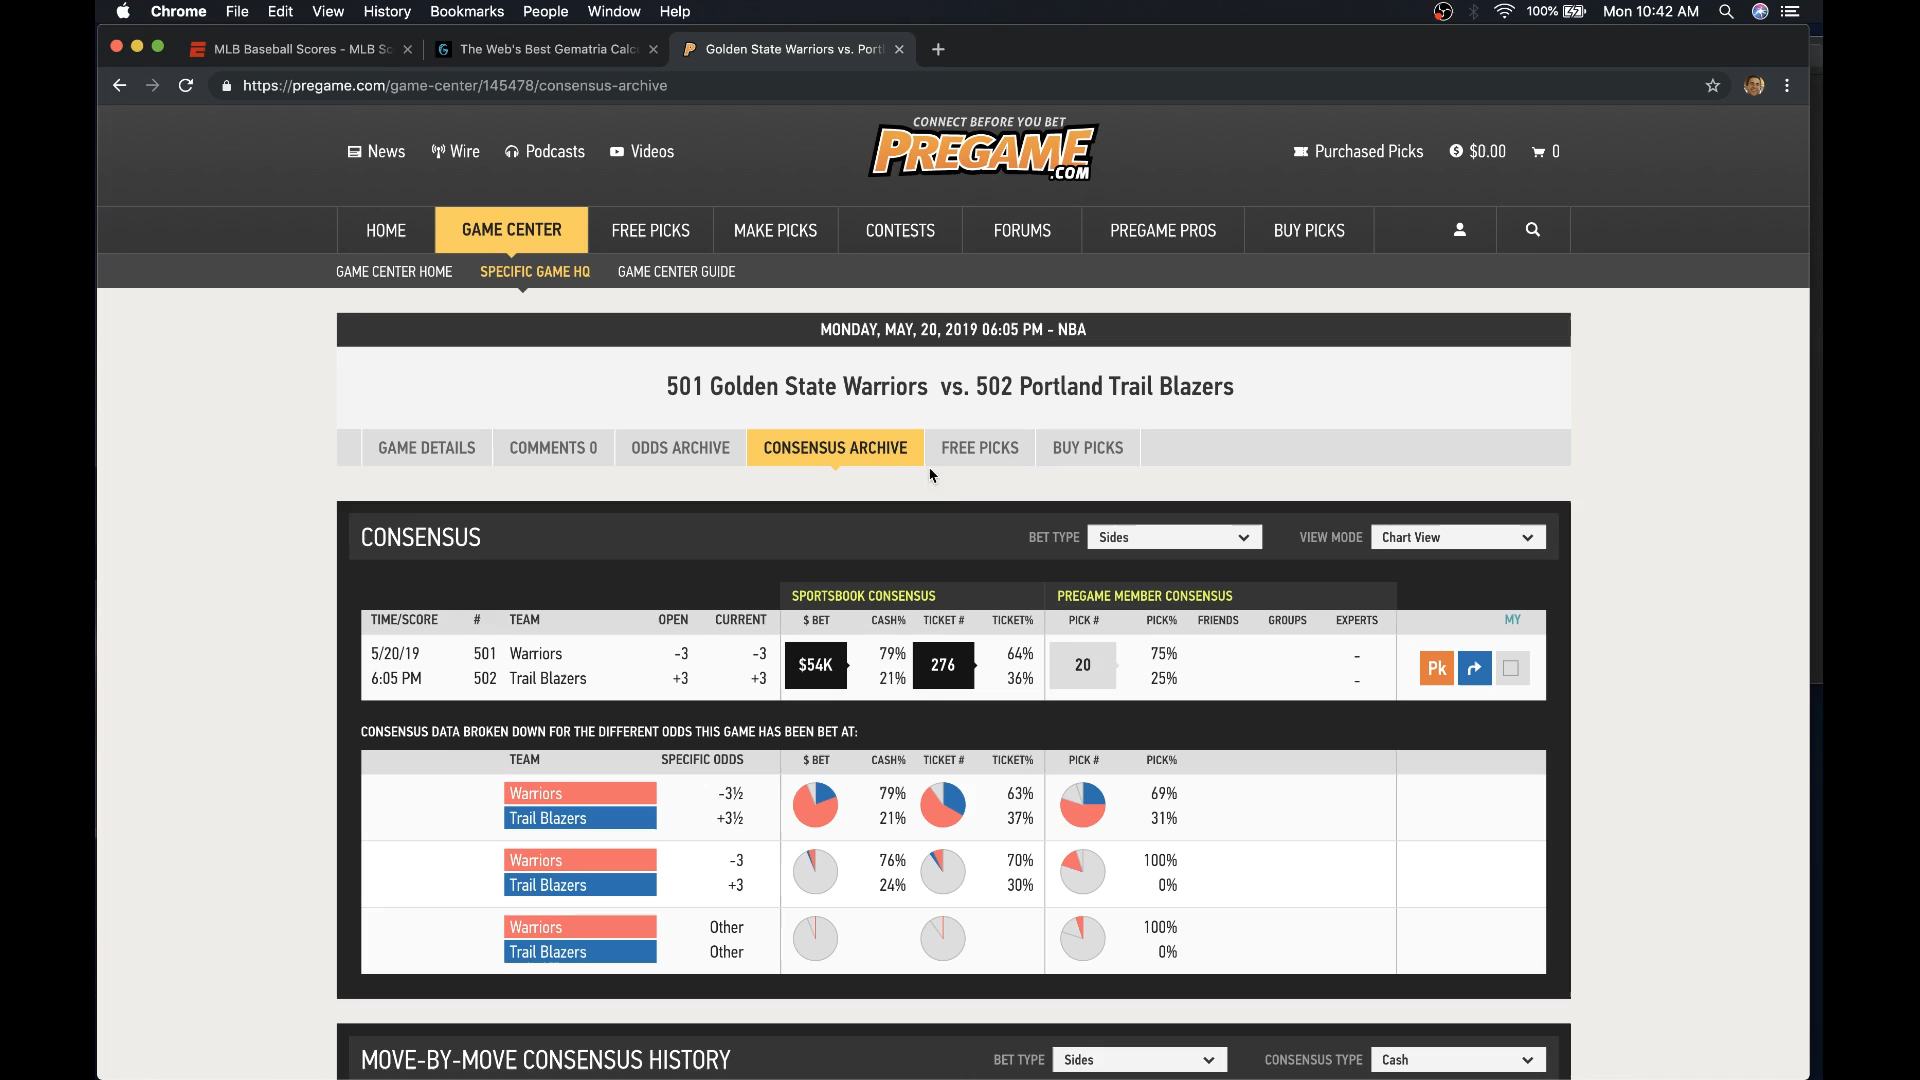 Chrome File Edit View History Bookmarks People Window Help 100% Mon 10:42 AM
MLB Baseball Scores - MLB Sc The Web's Best Gematria Calc Golden State Warriors vs. Portl
https://pregame.com/game-center/145478/consensus-archive
CONNECT BEFORE YOU BET
News Wire Podcasts Videos PREGAME.COM Purchased Picks $0.00 0
HOME GAME CENTER FREE PICKS MAKE PICKS CONTESTS FORUMS PREGAME PROS BUY PICKS
GAME CENTER HOME SPECIFIC GAME HQ GAME CENTER GUIDE
MONDAY, MAY, 20, 2019 06:05 PM - NBA
501 Golden State Warriors vs. 502 Portland Trail Blazers
GAME DETAILS COMMENTS 0 ODDS ARCHIVE CONSENSUS ARCHIVE FREE PICKS BUY PICKS
CONSENSUS BET TYPE Sides VIEW MODE Chart View
SPORTSBOOK CONSENSUS PREGAME MEMBER CONSENSUS
TIME/SCORE # TEAM OPEN CURRENT $ BET CASH% TICKET # TICKET% PICK # PICK% FRIENDS GROUPS EXPERTS MY
5/20/19 501 Warriors -3 -3 $54K 79% 276 64% 20 75% - Pk
6:05 PM 502 Trail Blazers +3 +3 21% 36% 25% -
CONSENSUS DATA BROKEN DOWN FOR THE DIFFERENT ODDS THIS GAME HAS BEEN BET AT:
TEAM SPECIFIC ODDS $ BET CASH% TICKET # TICKET% PICK # PICK%
Warriors -3½ 79% 63% 69%
Trail Blazers +3½ 21% 37% 31%
Warriors -3 76% 70% 100%
Trail Blazers +3 24% 30% 0%
Warriors Other 100%
Trail Blazers Other 0%
MOVE-BY-MOVE CONSENSUS HISTORY BET TYPE Sides CONSENSUS TYPE Cash